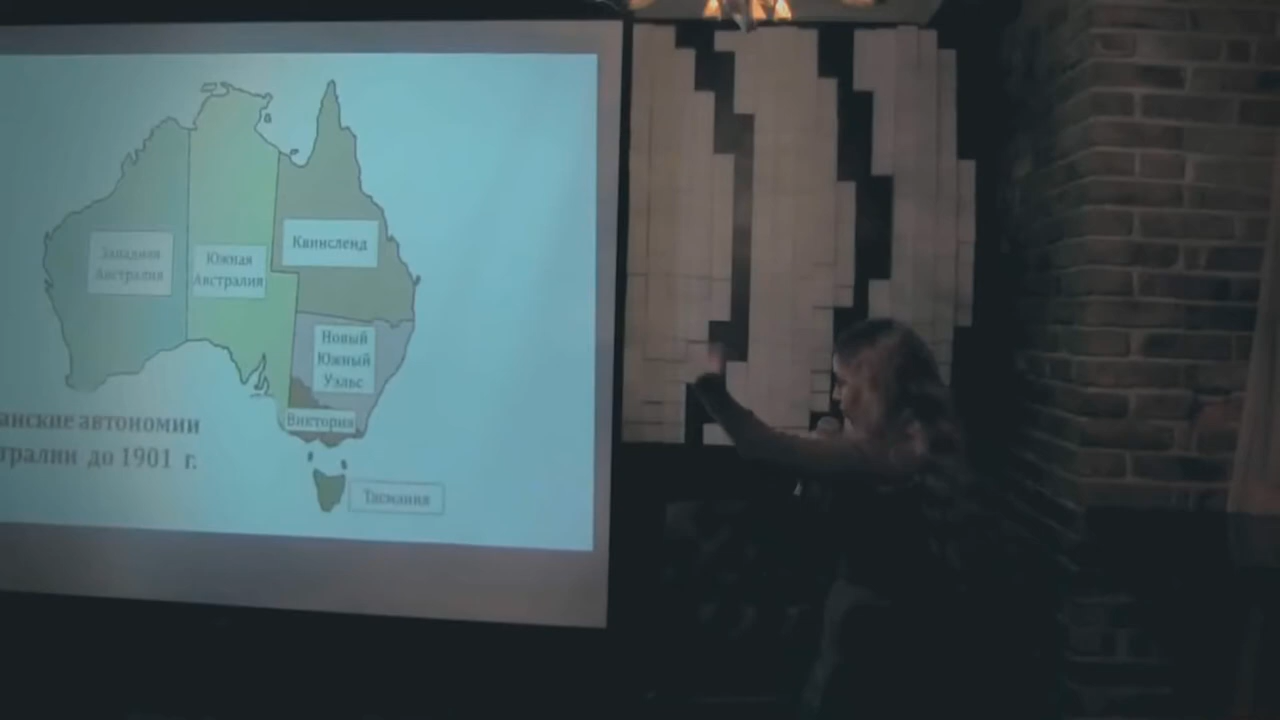 Западная
Австралия
Южная
Австралия
Квинсленд
Новый
Южный
Уэльс
Виктория
Тасмания
анские автономии
тралии до 1901 г.